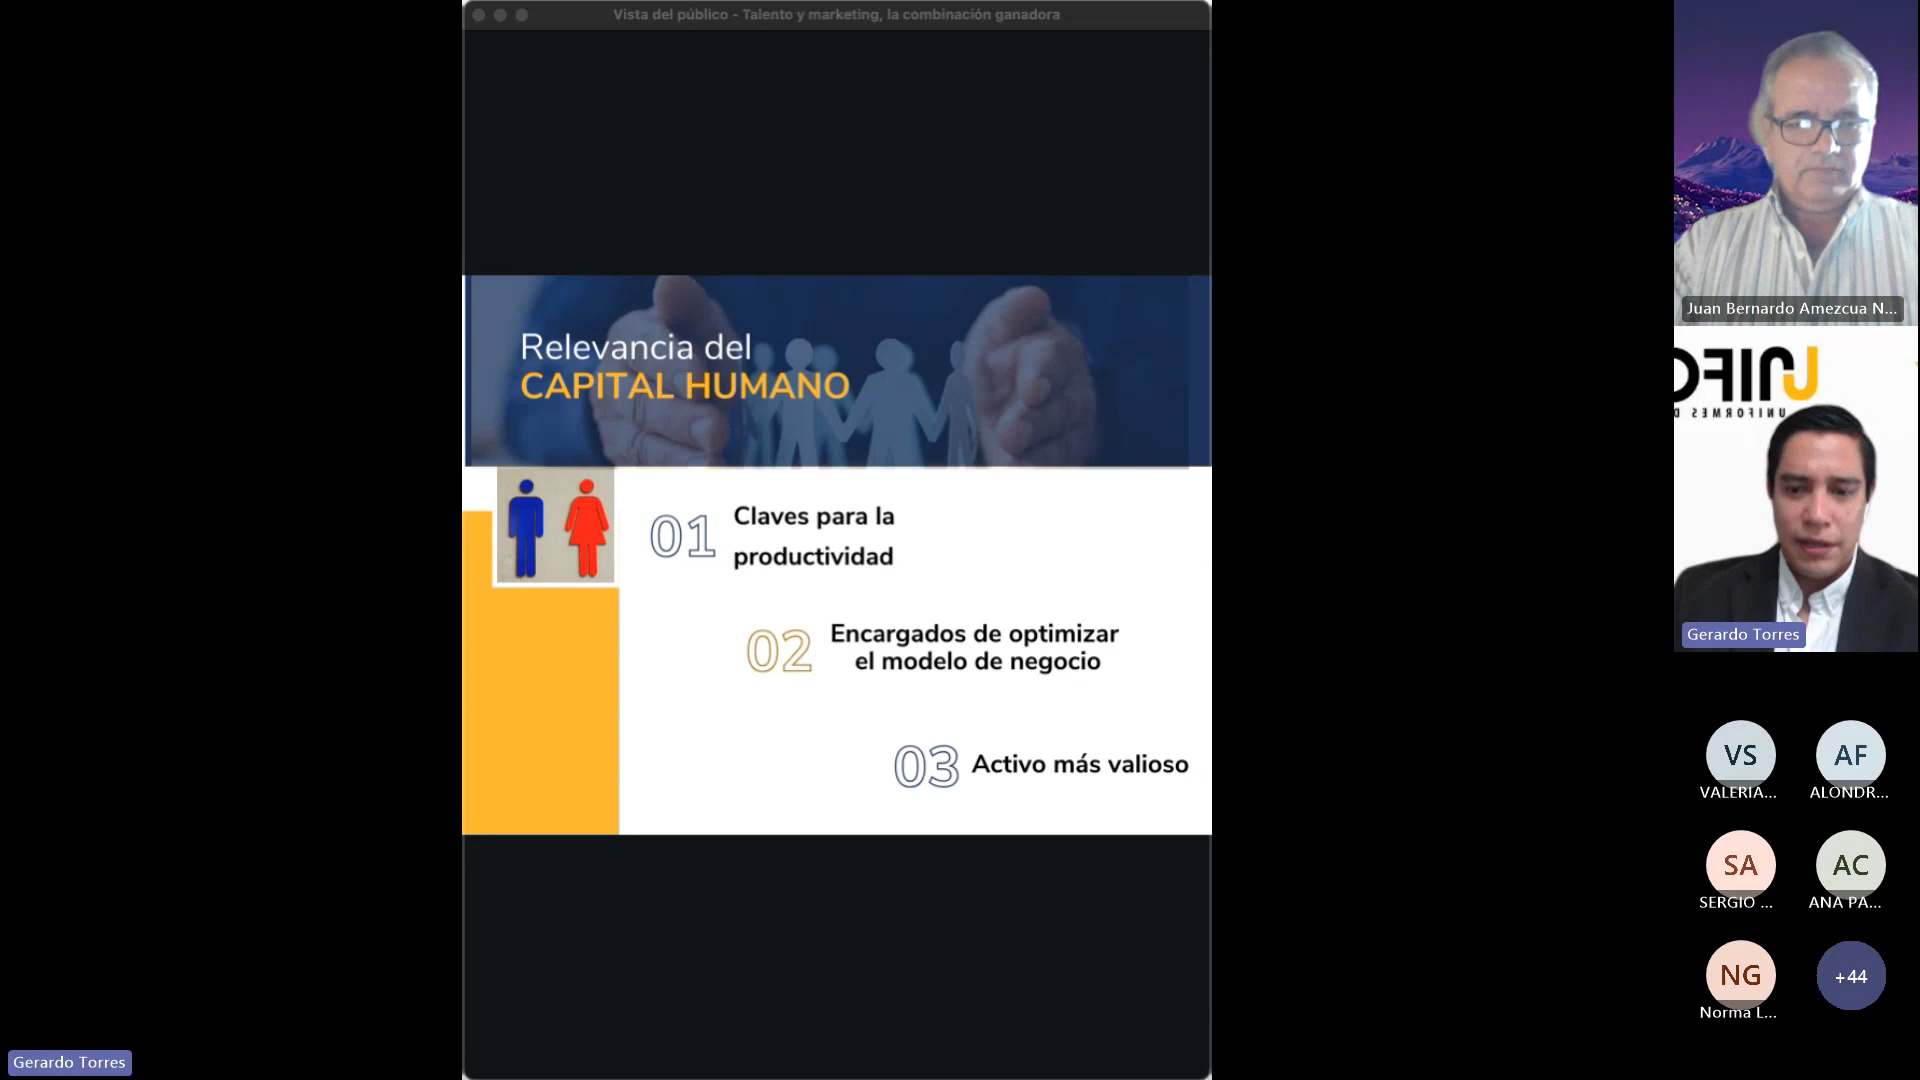 Vista del público - Talento y marketing, la combinación ganadora
Relevancia del
CAPITAL HUMANO
01
Claves para la
productividad
02
Encargados de optimizar
el modelo de negocio
03
Activo más valioso
Juan Bernardo Amezcua N...
UNIFO
UNIFORMES D
Gerardo Torres
VS
VALERIA...
AF
ALONDR...
SA
SERGIO ...
AC
ANA PA...
NG
Norma L...
+44
Gerardo Torres